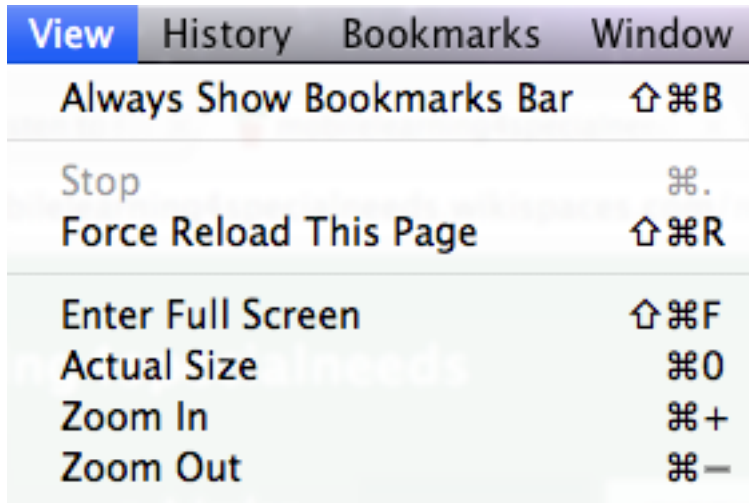 View History Bookmarks Window
Always Show Bookmarks Bar ⇧⌘B
Stop ⌘.
Force Reload This Page ⇧⌘R
Enter Full Screen ⇧⌘F
Actual Size ⌘0
Zoom In ⌘+
Zoom Out ⌘−